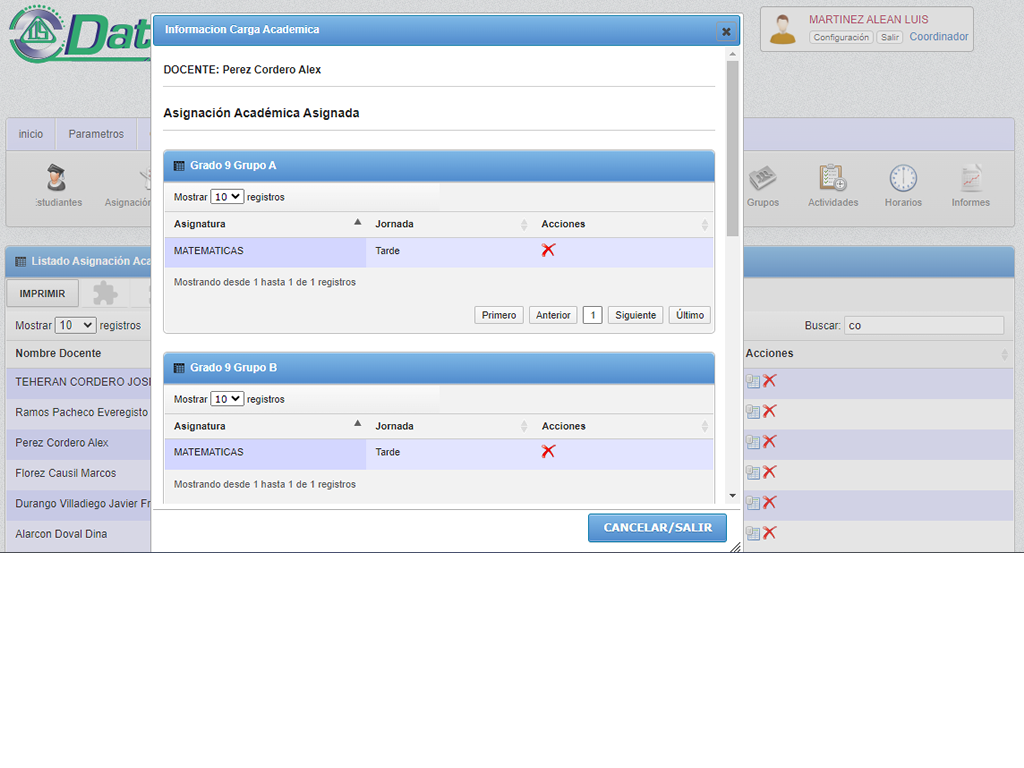 Dat
Informacion Carga Academica
MARTINEZ ALEAN LUIS
Configuración Salir Coordinador
DOCENTE: Perez Cordero Alex
Asignación Académica Asignada
inicio Parametros
Estudiantes Asignación Grupos Actividades Horarios Informes
Grado 9 Grupo A
Mostrar 10 registros
Asignatura Jornada Acciones
MATEMATICAS Tarde
Mostrando desde 1 hasta 1 de 1 registros
Primero Anterior 1 Siguiente Último
Grado 9 Grupo B
Mostrar 10 registros
Asignatura Jornada Acciones
MATEMATICAS Tarde
Mostrando desde 1 hasta 1 de 1 registros
CANCELAR/SALIR
Listado Asignación Aca
IMPRIMIR
Mostrar 10 registros Buscar: co
Nombre Docente Acciones
TEHERAN CORDERO JOSE
Ramos Pacheco Everegisto
Perez Cordero Alex
Florez Causil Marcos
Durango Villadiego Javier Fr
Alarcon Doval Dina